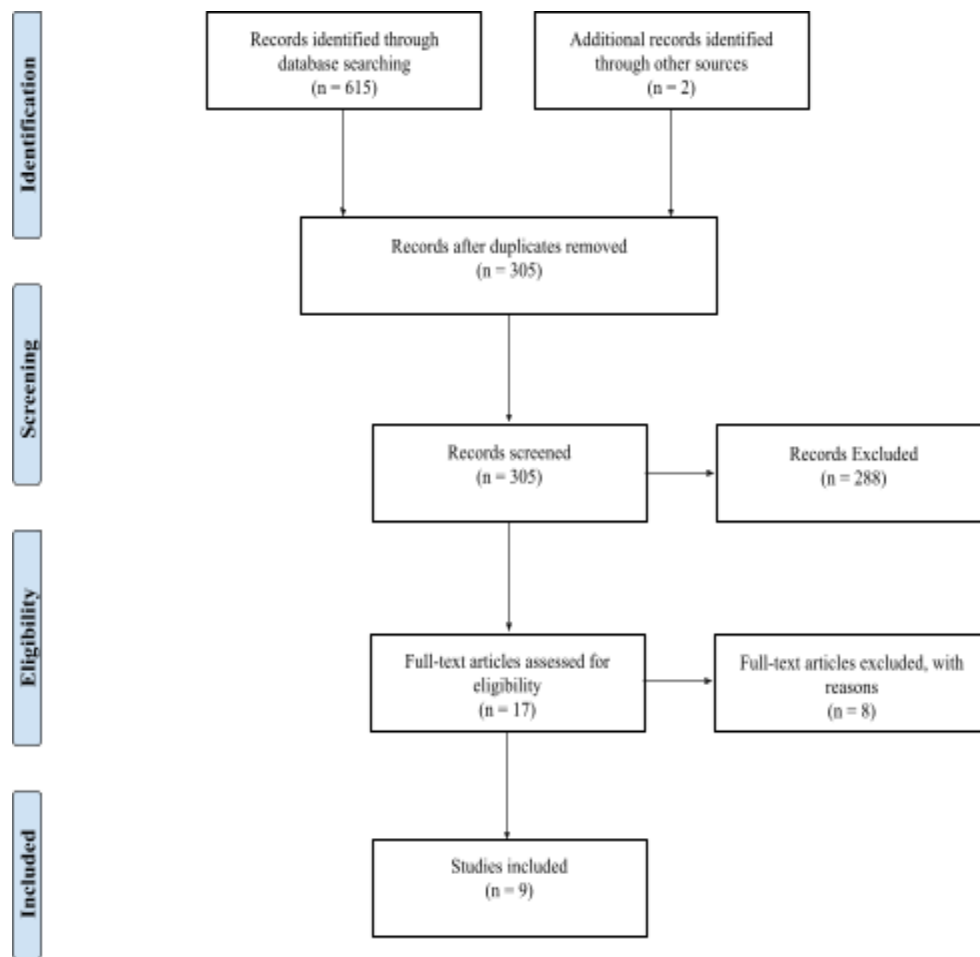 Identification
Records identified through
database searching
(n = 615)
Additional records identified
through other sources
(n = 2)
Records after duplicates removed
(n = 305)
Screening
Records screened
(n = 305)
Records Excluded
(n = 288)
Eligibility
Full-text articles assessed for
eligibility
(n = 17)
Full-text articles excluded, with
reasons
(n = 8)
Included
Studies included
(n = 9)